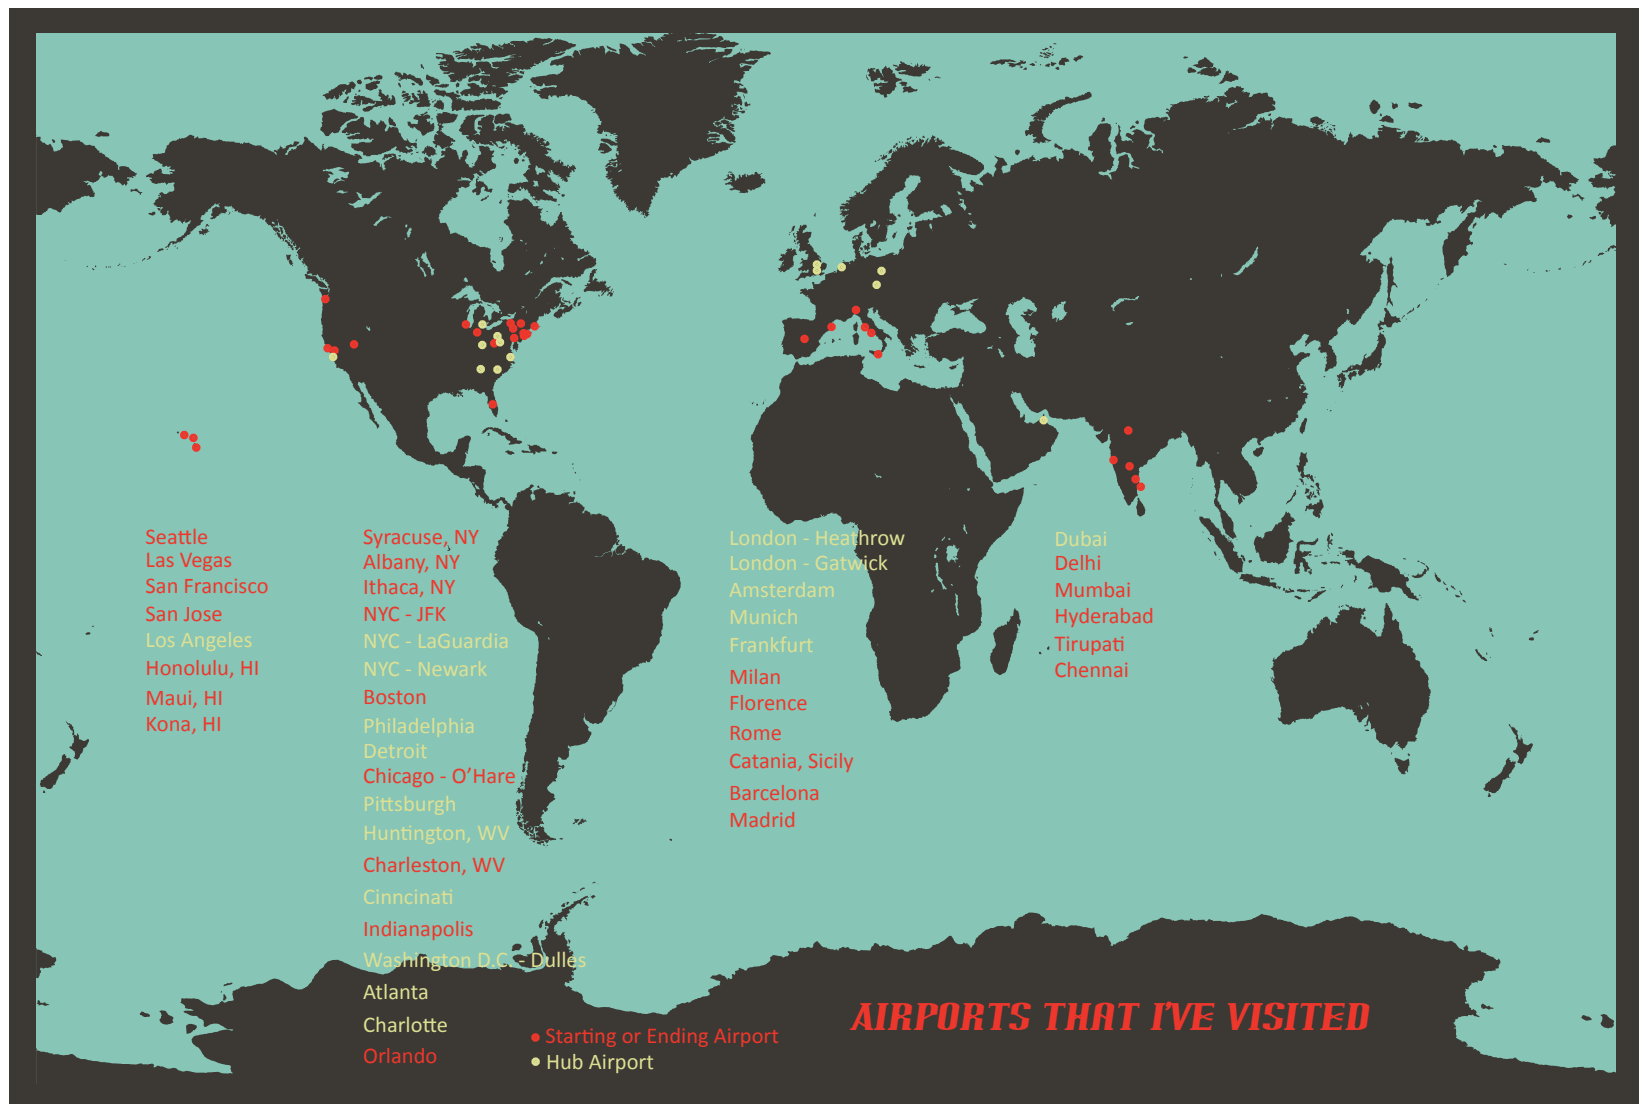 Seattle
Las Vegas
San Francisco
San Jose
Los Angeles
Honolulu, HI
Maui, HI
Kona, HI
Syracuse, NY
Albany, NY
Ithaca, NY
NYC - JFK
NYC - LaGuardia
NYC - Newark
Boston
Philadelphia
Detroit
Chicago - O'Hare
Pittsburgh
Huntington, WV
Charleston, WV
Cinncinati
Indianapolis
Washington D.C. - Dulles
Atlanta
Charlotte
Orlando
London - Heathrow
London - Gatwick
Amsterdam
Munich
Frankfurt
Milan
Florence
Rome
Catania, Sicily
Barcelona
Madrid
Dubai
Delhi
Mumbai
Hyderabad
Tirupati
Chennai
AIRPORTS THAT I'VE VISITED
Starting or Ending Airport
Hub Airport